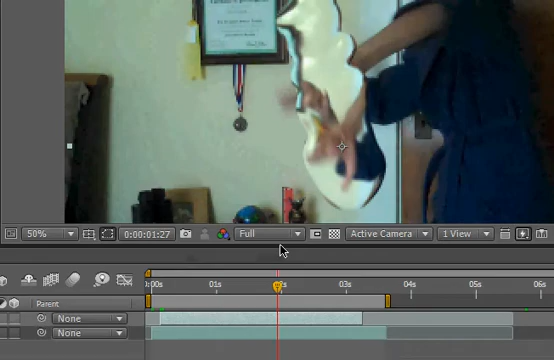 50%
0:00:01:27
Full
Active Camera
1 View
0:00s
01s
02s
03s
04s
05s
06s
Parent
None
None